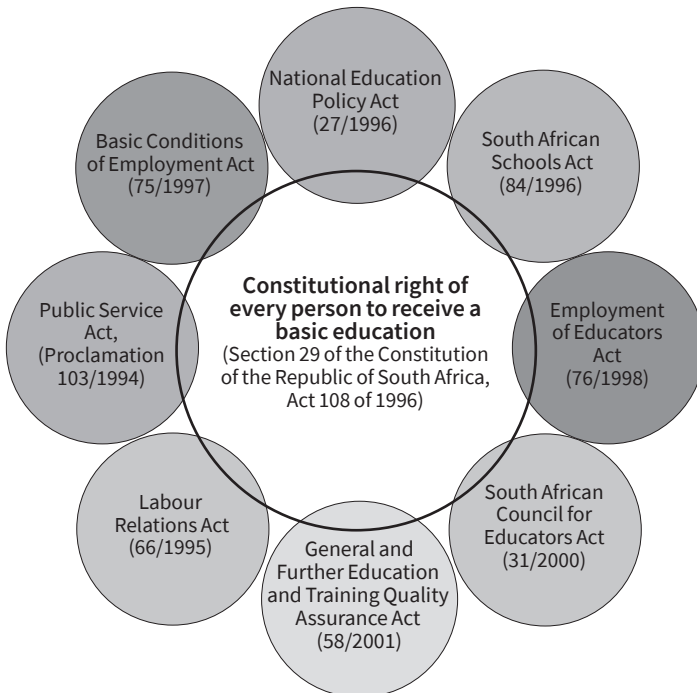 National Education
Policy Act
(27/1996)
South African
Schools Act
(84/1996)
Employment
of Educators
Act
(76/1998)
South African
Council for
Educators Act
(31/2000)
General and
Further Education
and Training Quality
Assurance Act
(58/2001)
Labour
Relations Act
(66/1995)
Public Service
Act,
(Proclamation
103/1994)
Basic Conditions
of Employment Act
(75/1997)
Constitutional right of
every person to receive a
basic education
(Section 29 of the Constitution
of the Republic of South Africa,
Act 108 of 1996)